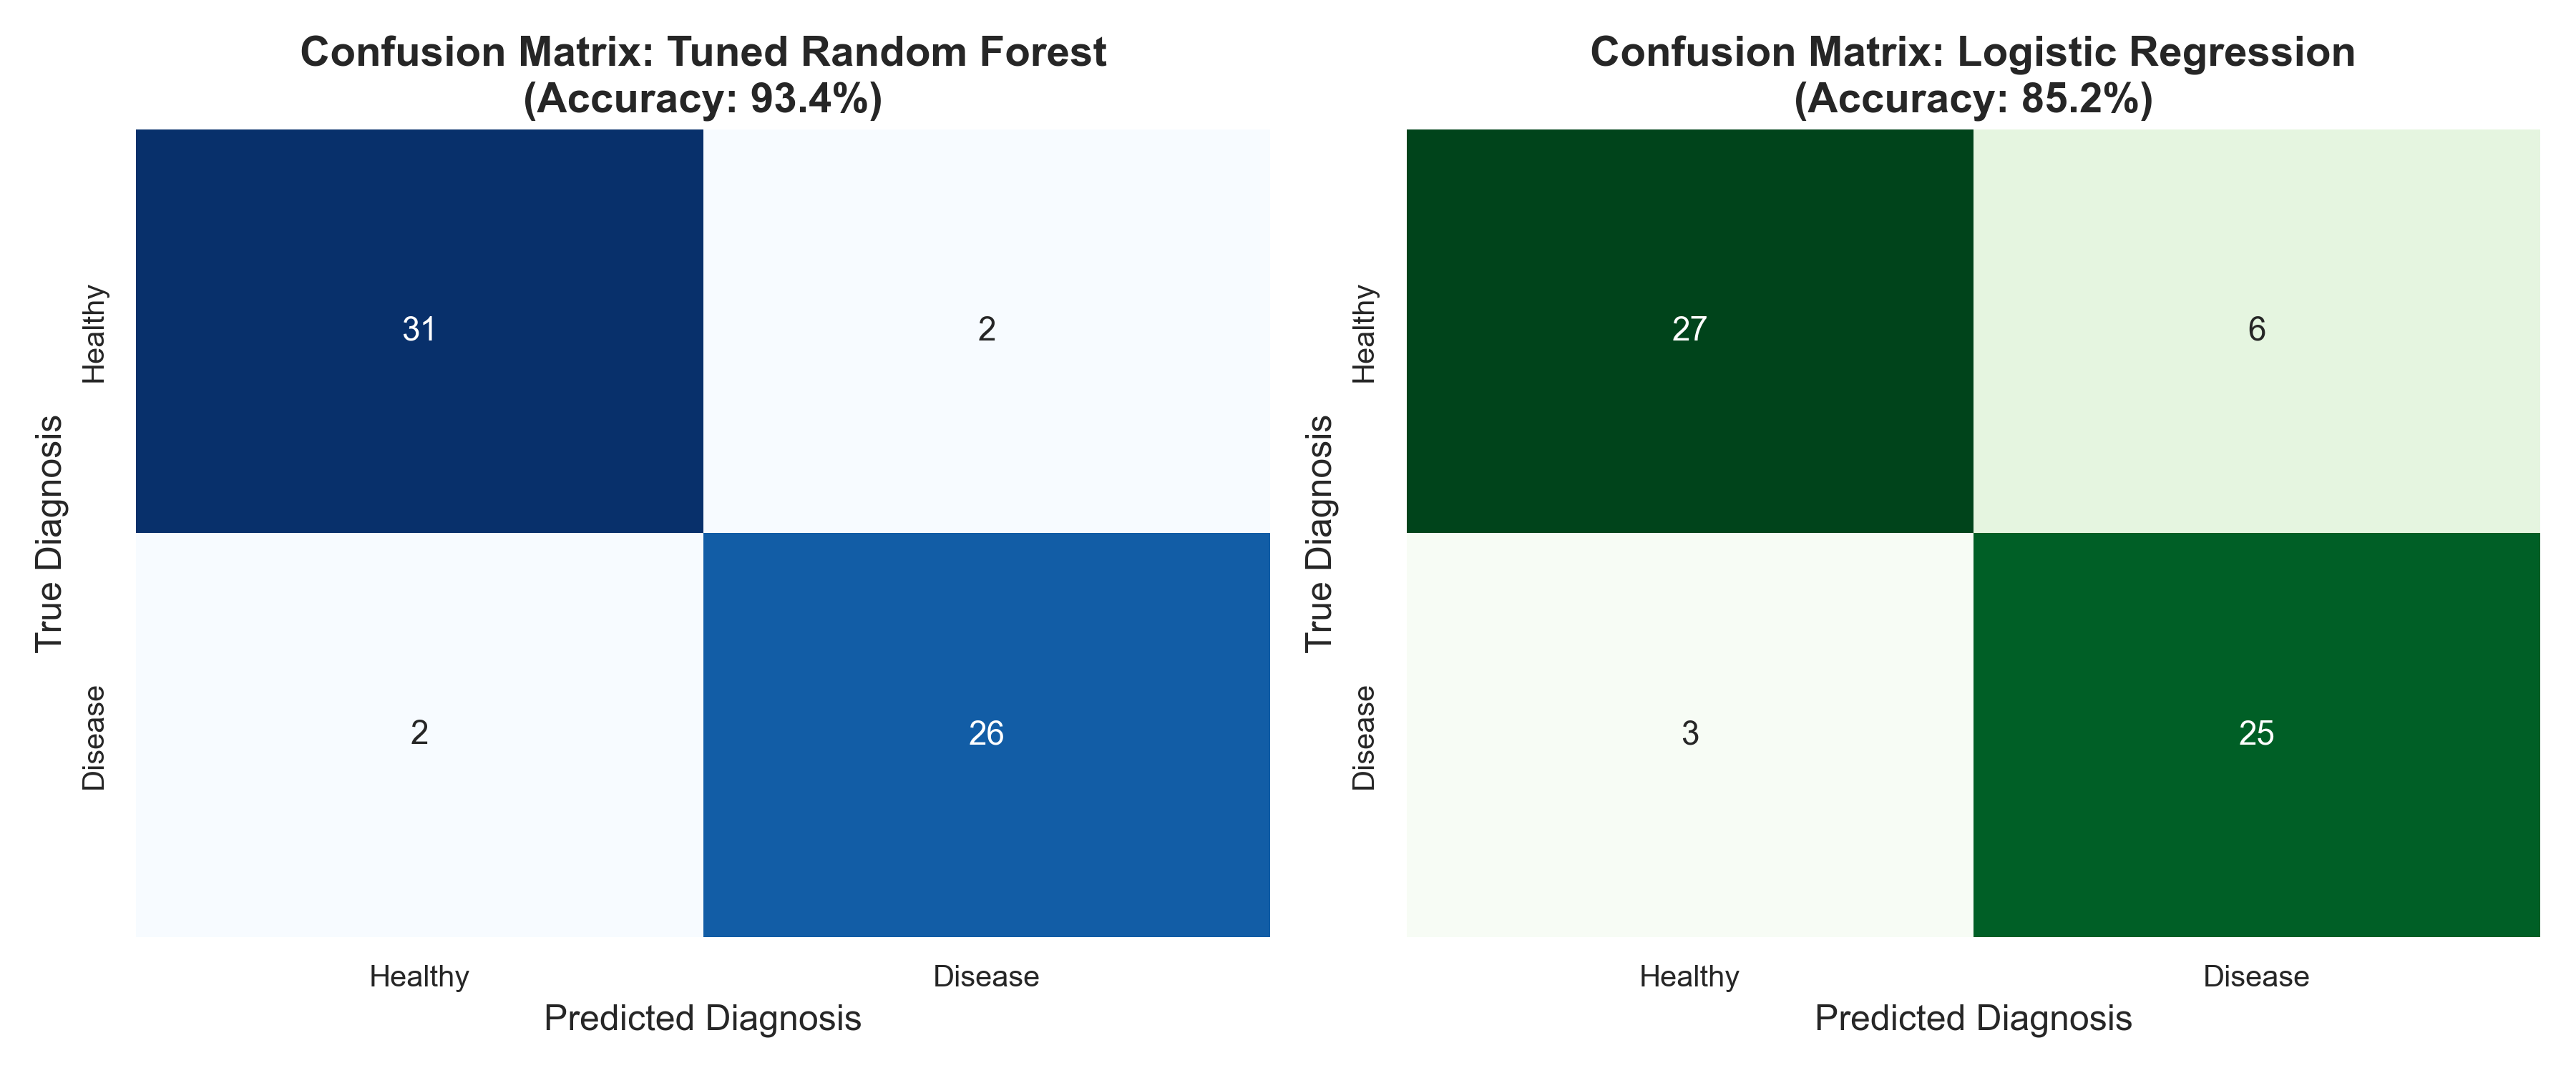 Confusion Matrix: Tuned Random Forest
(Accuracy: 93.4%)
True Diagnosis
Healthy
Disease
31
2
2
26
Healthy
Disease
Predicted Diagnosis
Confusion Matrix: Logistic Regression
(Accuracy: 85.2%)
True Diagnosis
Healthy
Disease
27
6
3
25
Healthy
Disease
Predicted Diagnosis